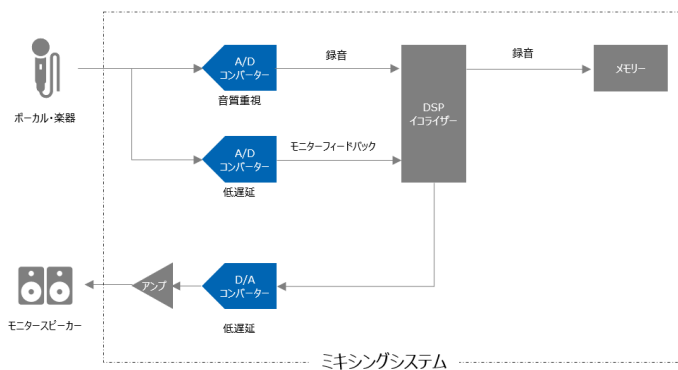 A/D
コンバーター
音質重視
録音
録音
メモリー
DSP
イコライザー
ボーカル・楽器
A/D
コンバーター
低遅延
モニターフィードバック
モニタースピーカー
アンプ
D/A
コンバーター
低遅延
ミキシングシステム